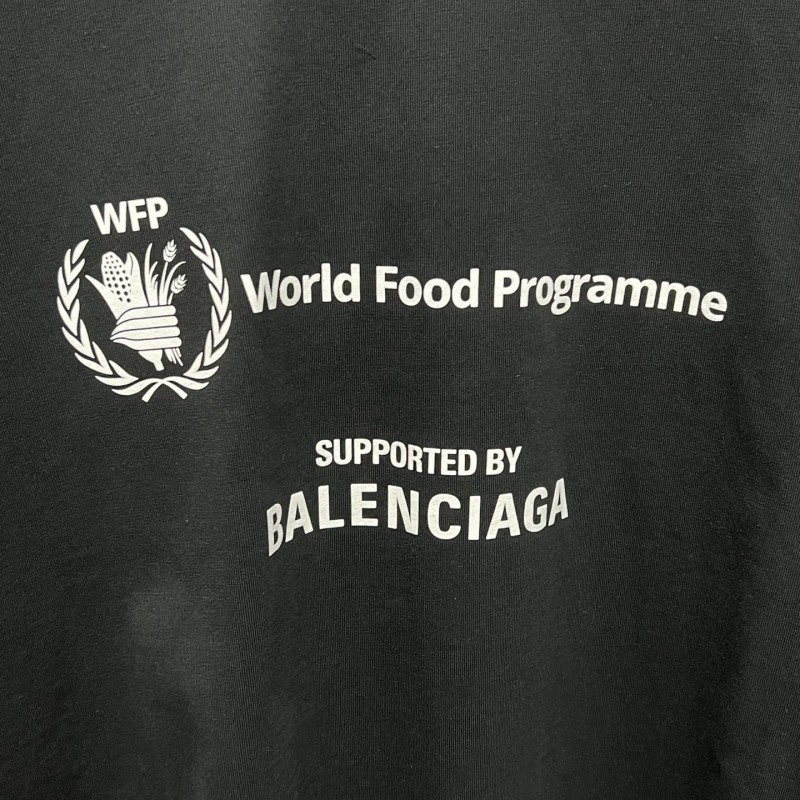 WFP
World Food Programme
SUPPORTED BY
BALENCIAGA